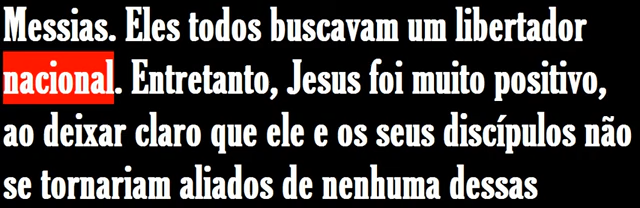 Messias. Eles todos buscavam um libertador
nacional. Entretanto, Jesus foi muito positivo,
ao deixar claro que ele e os seus discípulos não
se tornariam aliados de nenhuma dessas